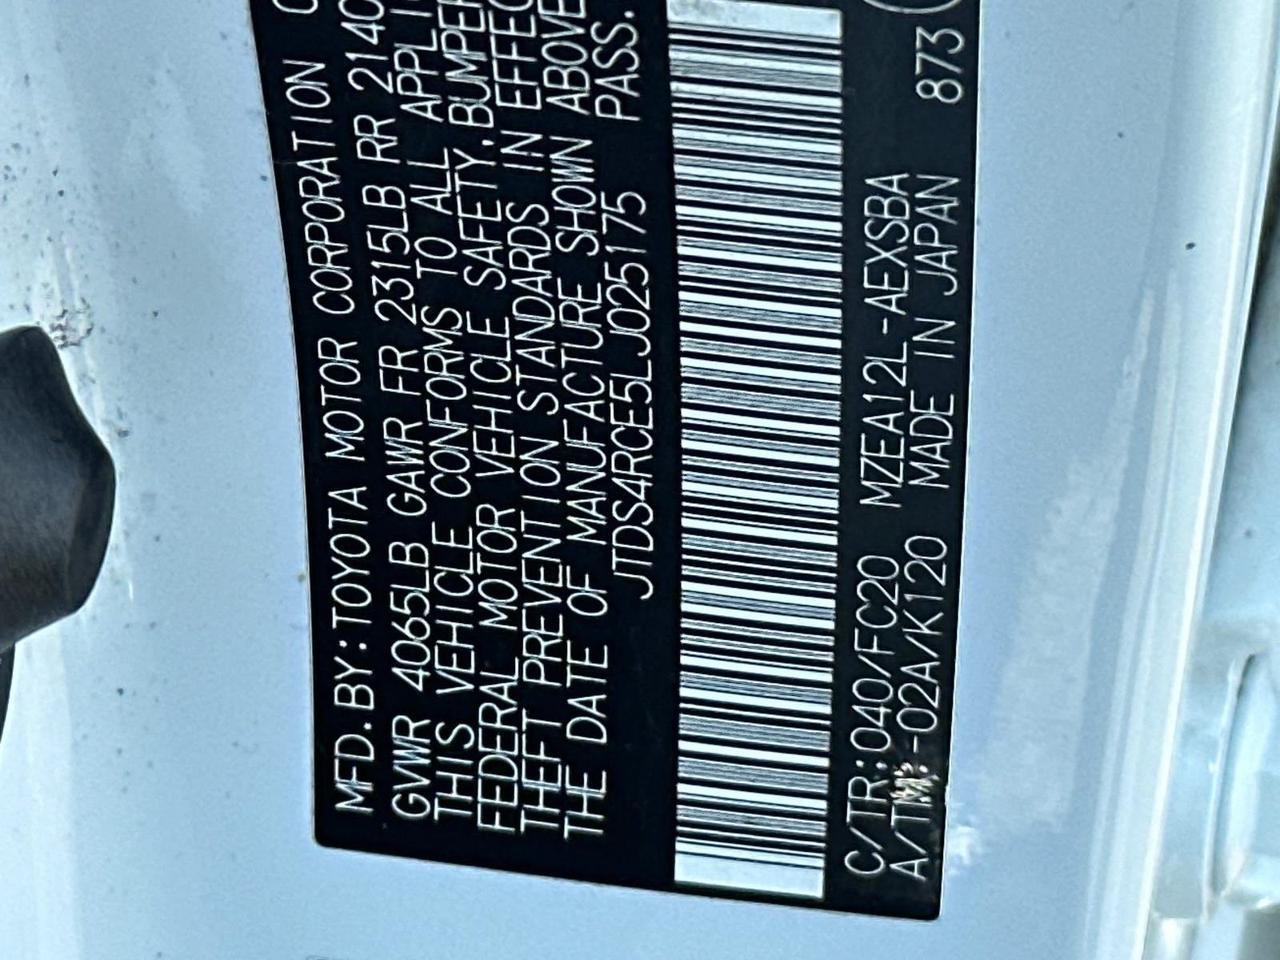 MFD. BY: TOYOTA MOTOR CORPORATION
GVWR 4065LB GAWR FR 2315LB RR 2140
THIS VEHICLE CONFORMS TO ALL
FEDERAL MOTOR VEHICLE SAFETY, BUMPER
THEFT PREVENTION STANDARDS IN
THE DATE OF MANUFACTURE SHOWN ABOVE
JTDS4RCE5LJ025175 PASS.
C/TR: 040/FC20 MZEA12L-AEXSBA
A/TM: -02A/K120 MADE IN JAPAN 873